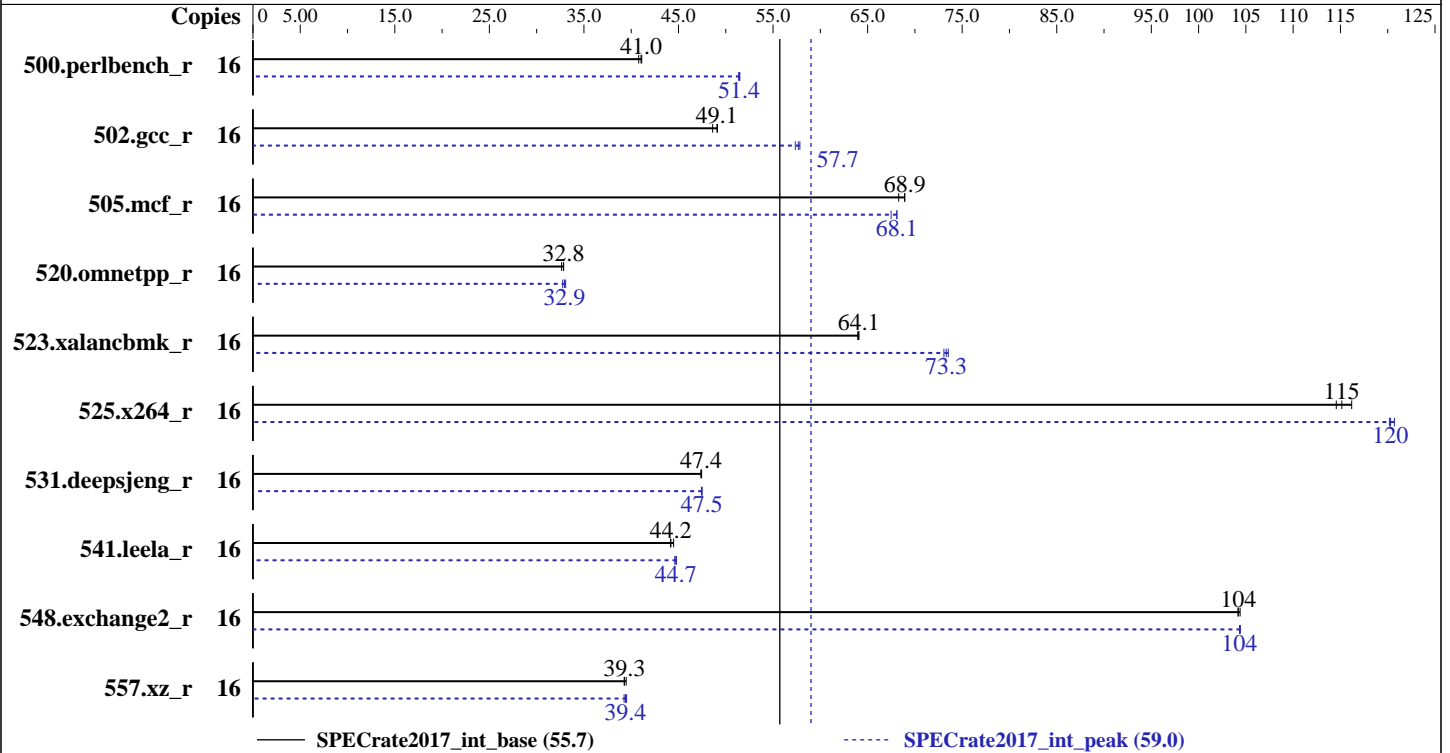 Copies 0 5.00 15.0 25.0 35.0 45.0 55.0 65.0 75.0 85.0 95.0 100 105 110 115 125
500.perlbench_r 16 41.0
51.4
502.gcc_r 16 49.1
57.7
505.mcf_r 16 68.9
68.1
520.omnetpp_r 16 32.8
32.9
523.xalancbmk_r 16 64.1
73.3
525.x264_r 16 115
120
531.deepsjeng_r 16 47.4
47.5
541.leela_r 16 44.2
44.7
548.exchange2_r 16 104
104
557.xz_r 16 39.3
39.4
SPECrate2017_int_base (55.7) SPECrate2017_int_peak (59.0)